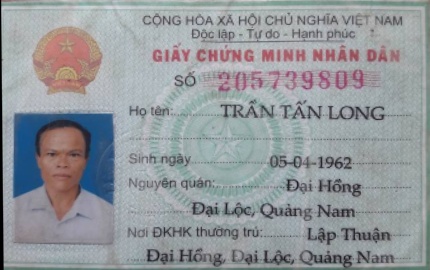 CỘNG HÒA XÃ HỘI CHỦ NGHĨA VIỆT NAM
Độc lập - Tự do - Hạnh phúc
GIẤY CHỨNG MINH NHÂN DÂN
SỐ 205739809
Họ tên: TRẦN TẤN LONG
Sinh ngày 05-04-1962
Nguyên quán: Đại Hồng
Đại Lộc, Quảng Nam
Nơi ĐKHK thường trú: Lập Thuận
Đại Hồng, Đại Lộc, Quảng Nam